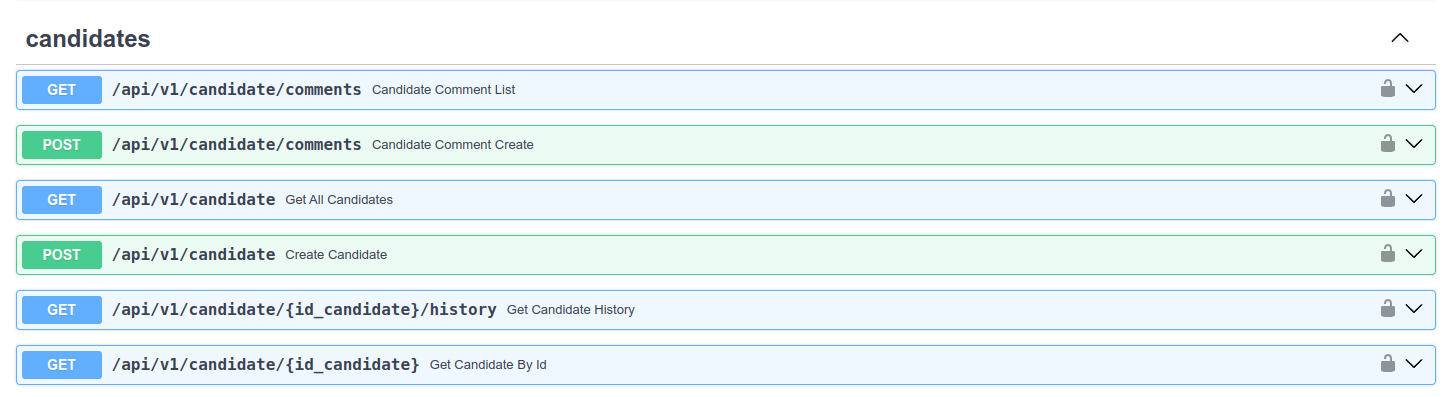 candidates
GET /api/v1/candidate/comments Candidate Comment List
POST /api/v1/candidate/comments Candidate Comment Create
GET /api/v1/candidate Get All Candidates
POST /api/v1/candidate Create Candidate
GET /api/v1/candidate/{id_candidate}/history Get Candidate History
GET /api/v1/candidate/{id_candidate} Get Candidate By Id